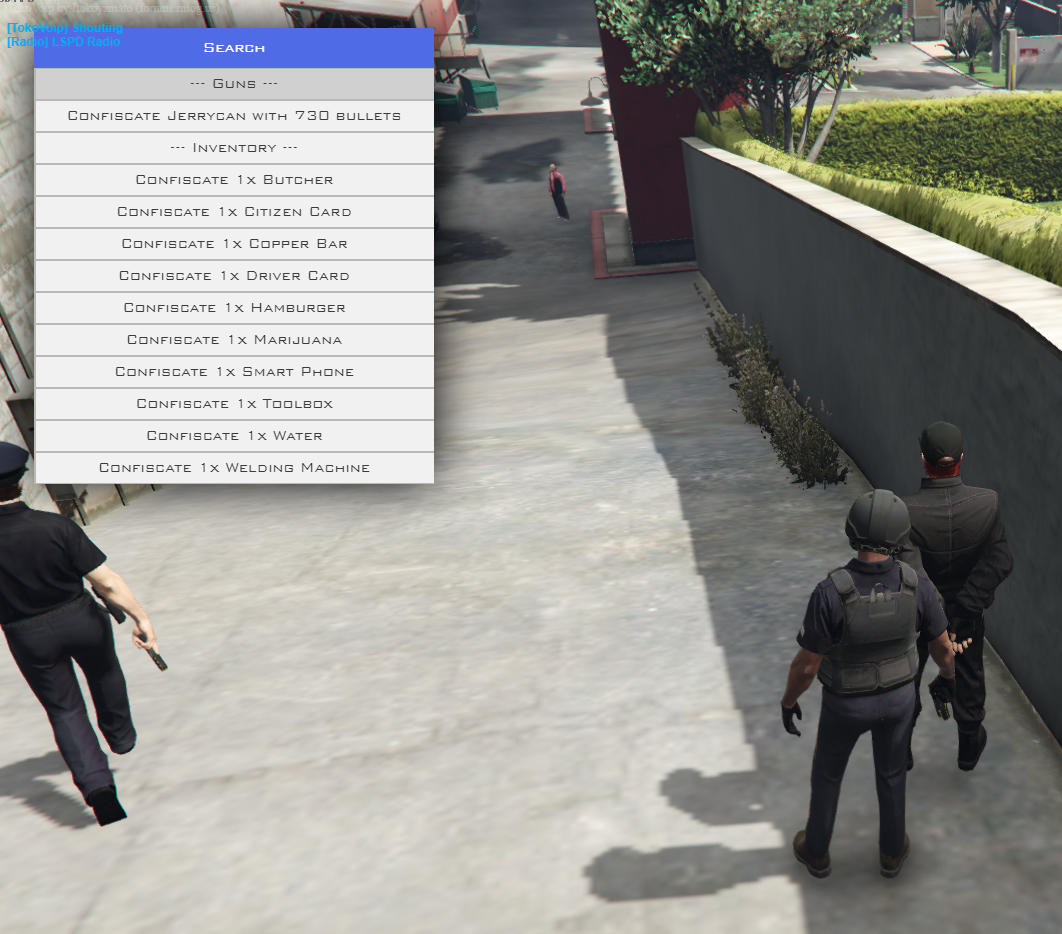 [TokoVoip] Shouting
[Radio] LSPD Radio
Search
--- Guns ---
Confiscate Jerrycan with 730 bullets
--- Inventory ---
Confiscate 1x Butcher
Confiscate 1x Citizen Card
Confiscate 1x Copper Bar
Confiscate 1x Driver Card
Confiscate 1x Hamburger
Confiscate 1x Marijuana
Confiscate 1x Smart Phone
Confiscate 1x Toolbox
Confiscate 1x Water
Confiscate 1x Welding Machine